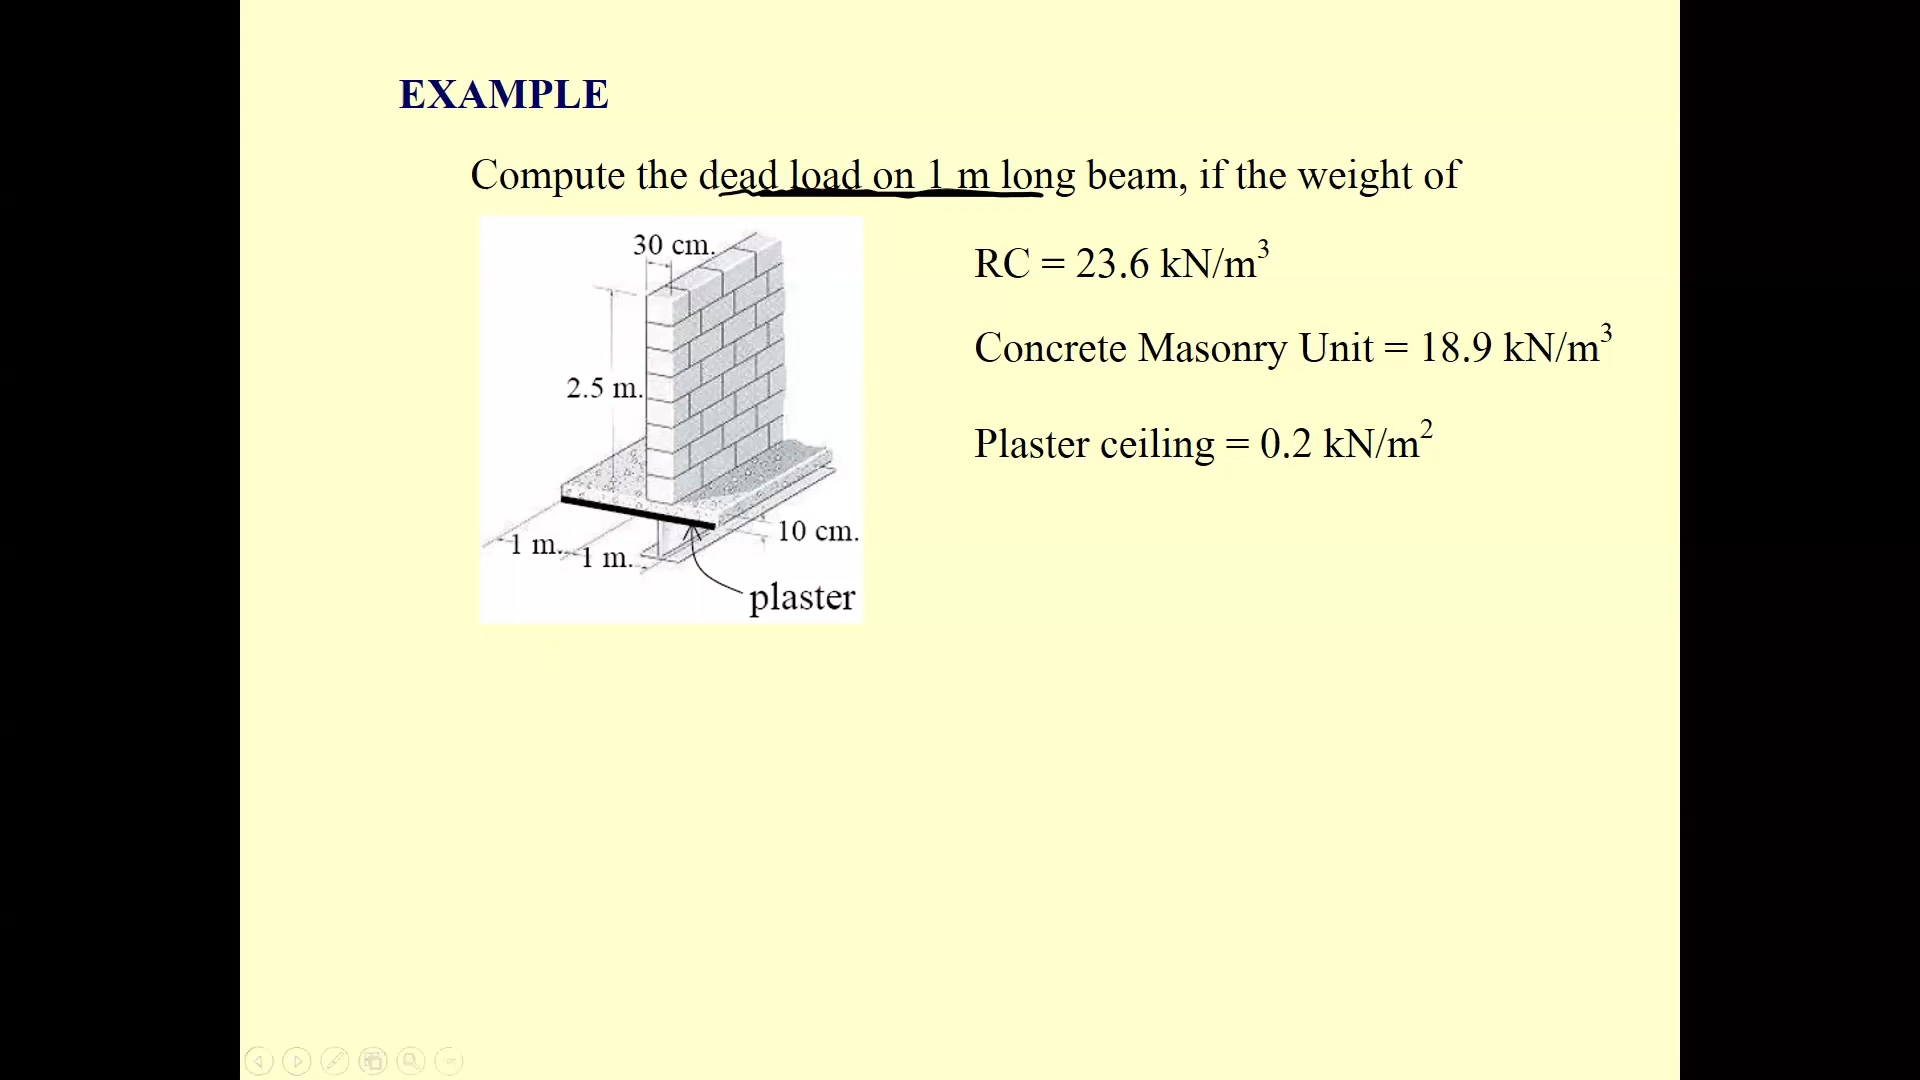 EXAMPLE
Compute the dead load on 1 m long beam, if the weight of
30 cm.
RC = 23.6 kN/m³
Concrete Masonry Unit = 18.9 kN/m³
2.5 m.
Plaster ceiling = 0.2 kN/m²
10 cm.
1 m.
1 m.
plaster